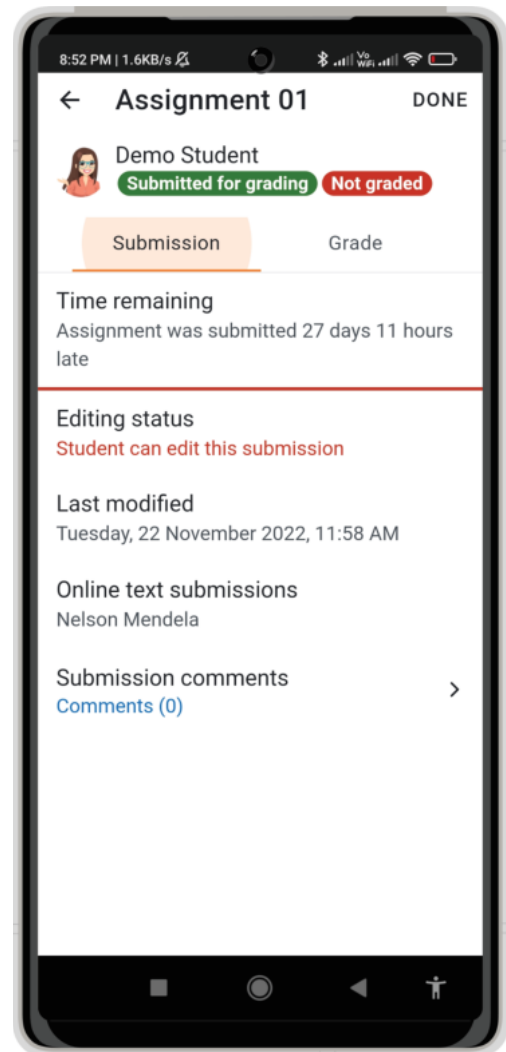 8:52 PM | 1.6KB/s
Vo
WiFi
Assignment 01
DONE
Demo Student
Submitted for grading Not graded
Submission
Grade
Time remaining
Assignment was submitted 27 days 11 hours
late
Editing status
Student can edit this submission
Last modified
Tuesday, 22 November 2022, 11:58 AM
Online text submissions
Nelson Mendela
Submission comments
Comments (0)